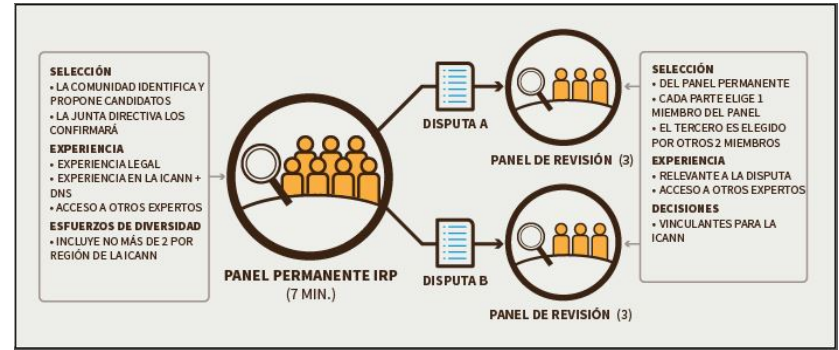 SELECCIÓN
• LA COMUNIDAD IDENTIFICA Y
PROPONE CANDIDATOS
• LA JUNTA DIRECTIVA LOS
CONFIRMARÁ
EXPERIENCIA
• EXPERIENCIA LEGAL
• EXPERIENCIA EN LA ICANN +
DNS
• ACCESO A OTROS EXPERTOS
ESFUERZOS DE DIVERSIDAD
• INCLUYE NO MÁS DE 2 POR
REGIÓN DE LA ICANN
PANEL PERMANENTE IRP
(7 MIN.)
DISPUTA A
PANEL DE REVISIÓN (3)
DISPUTA B
PANEL DE REVISIÓN (3)
SELECCIÓN
• DEL PANEL PERMANENTE
• CADA PARTE ELIGE 1
MIEMBRO DEL PANEL
• EL TERCERO ES ELEGIDO
POR OTROS 2 MIEMBROS
EXPERIENCIA
• RELEVANTE A LA DISPUTA
• ACCESO A OTROS EXPERTOS
DECISIONES
• VINCULANTES PARA LA
ICANN